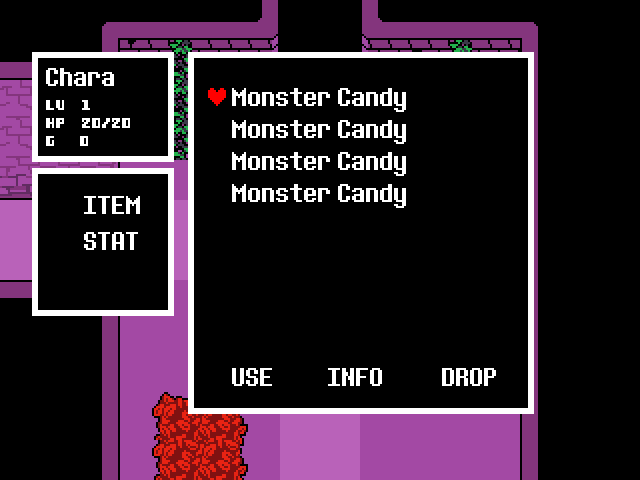 Chara
LV 1
HP 20/20
G 0
ITEM
STAT
Monster Candy
Monster Candy
Monster Candy
Monster Candy
USE INFO DROP